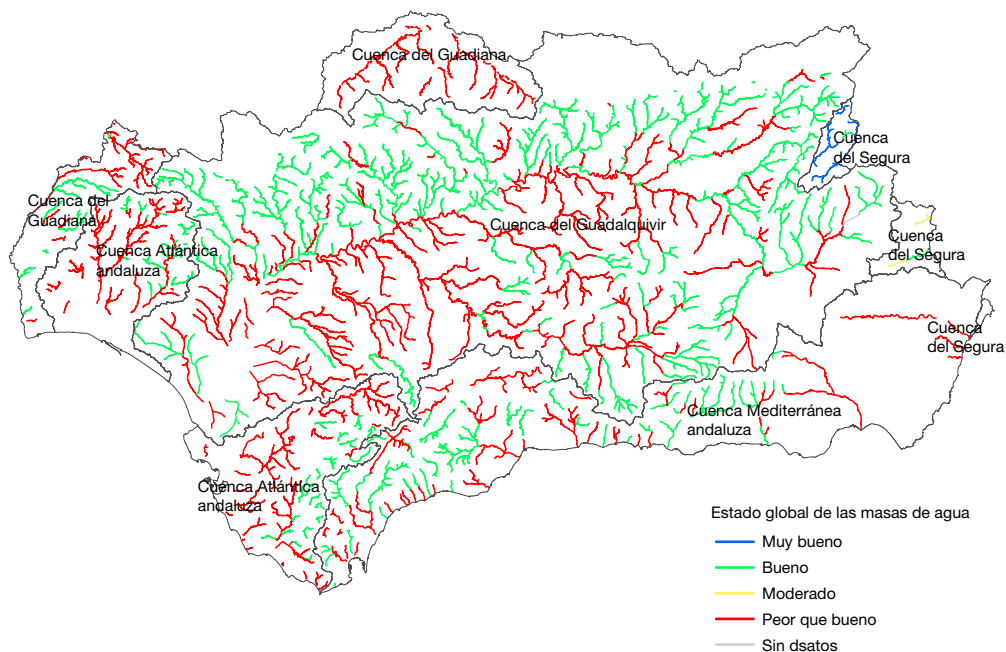 Cuenca del Guadiana
Cuenca
del Segura
Cuenca del
Guadiana
Cuenca del Guadalquivir
Cuenca
del Segura
Cuenca Atlántica
andaluza
Cuenca
del Segura
Cuenca Mediterránea
andaluza
Cuenca Atlántica
andaluza
Estado global de las masas de agua
Muy bueno
Bueno
Moderado
Peor que bueno
Sin dsatos